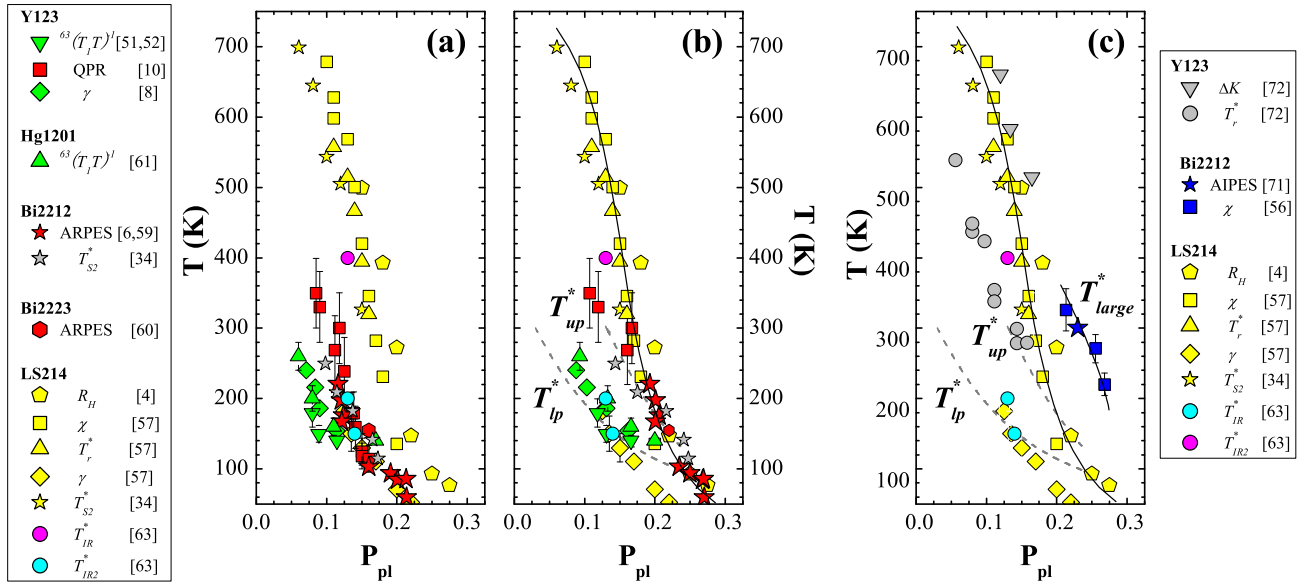 Y123
⁶³(T₁T)¹ [51,52]
QPR [10]
γ [8]
Hg1201
⁶³(T₁T)¹ [61]
Bi2212
ARPES [6,59]
T*S2 [34]
Bi2223
ARPES [60]
LS214
R_H [4]
χ [57]
T*r [57]
γ [57]
T*S2 [34]
T*IR [63]
T*IR2 [63]
T (K)
700
600
500
400
300
200
100
(a)
0.0 0.1 0.2 0.3
P_pl
(b)
T*up
T*lp
0.0 0.1 0.2 0.3
P_pl
700
600
500
400
300
200
100
T (K)
T (K)
700
600
500
400
300
200
100
(c)
T*large
T*up
T*lp
0.0 0.1 0.2 0.3
P_pl
Y123
ΔK [72]
T*r [72]
Bi2212
AIPES [71]
χ [56]
LS214
R_H [4]
χ [57]
T*r [57]
γ [57]
T*S2 [34]
T*IR [63]
T*IR2 [63]